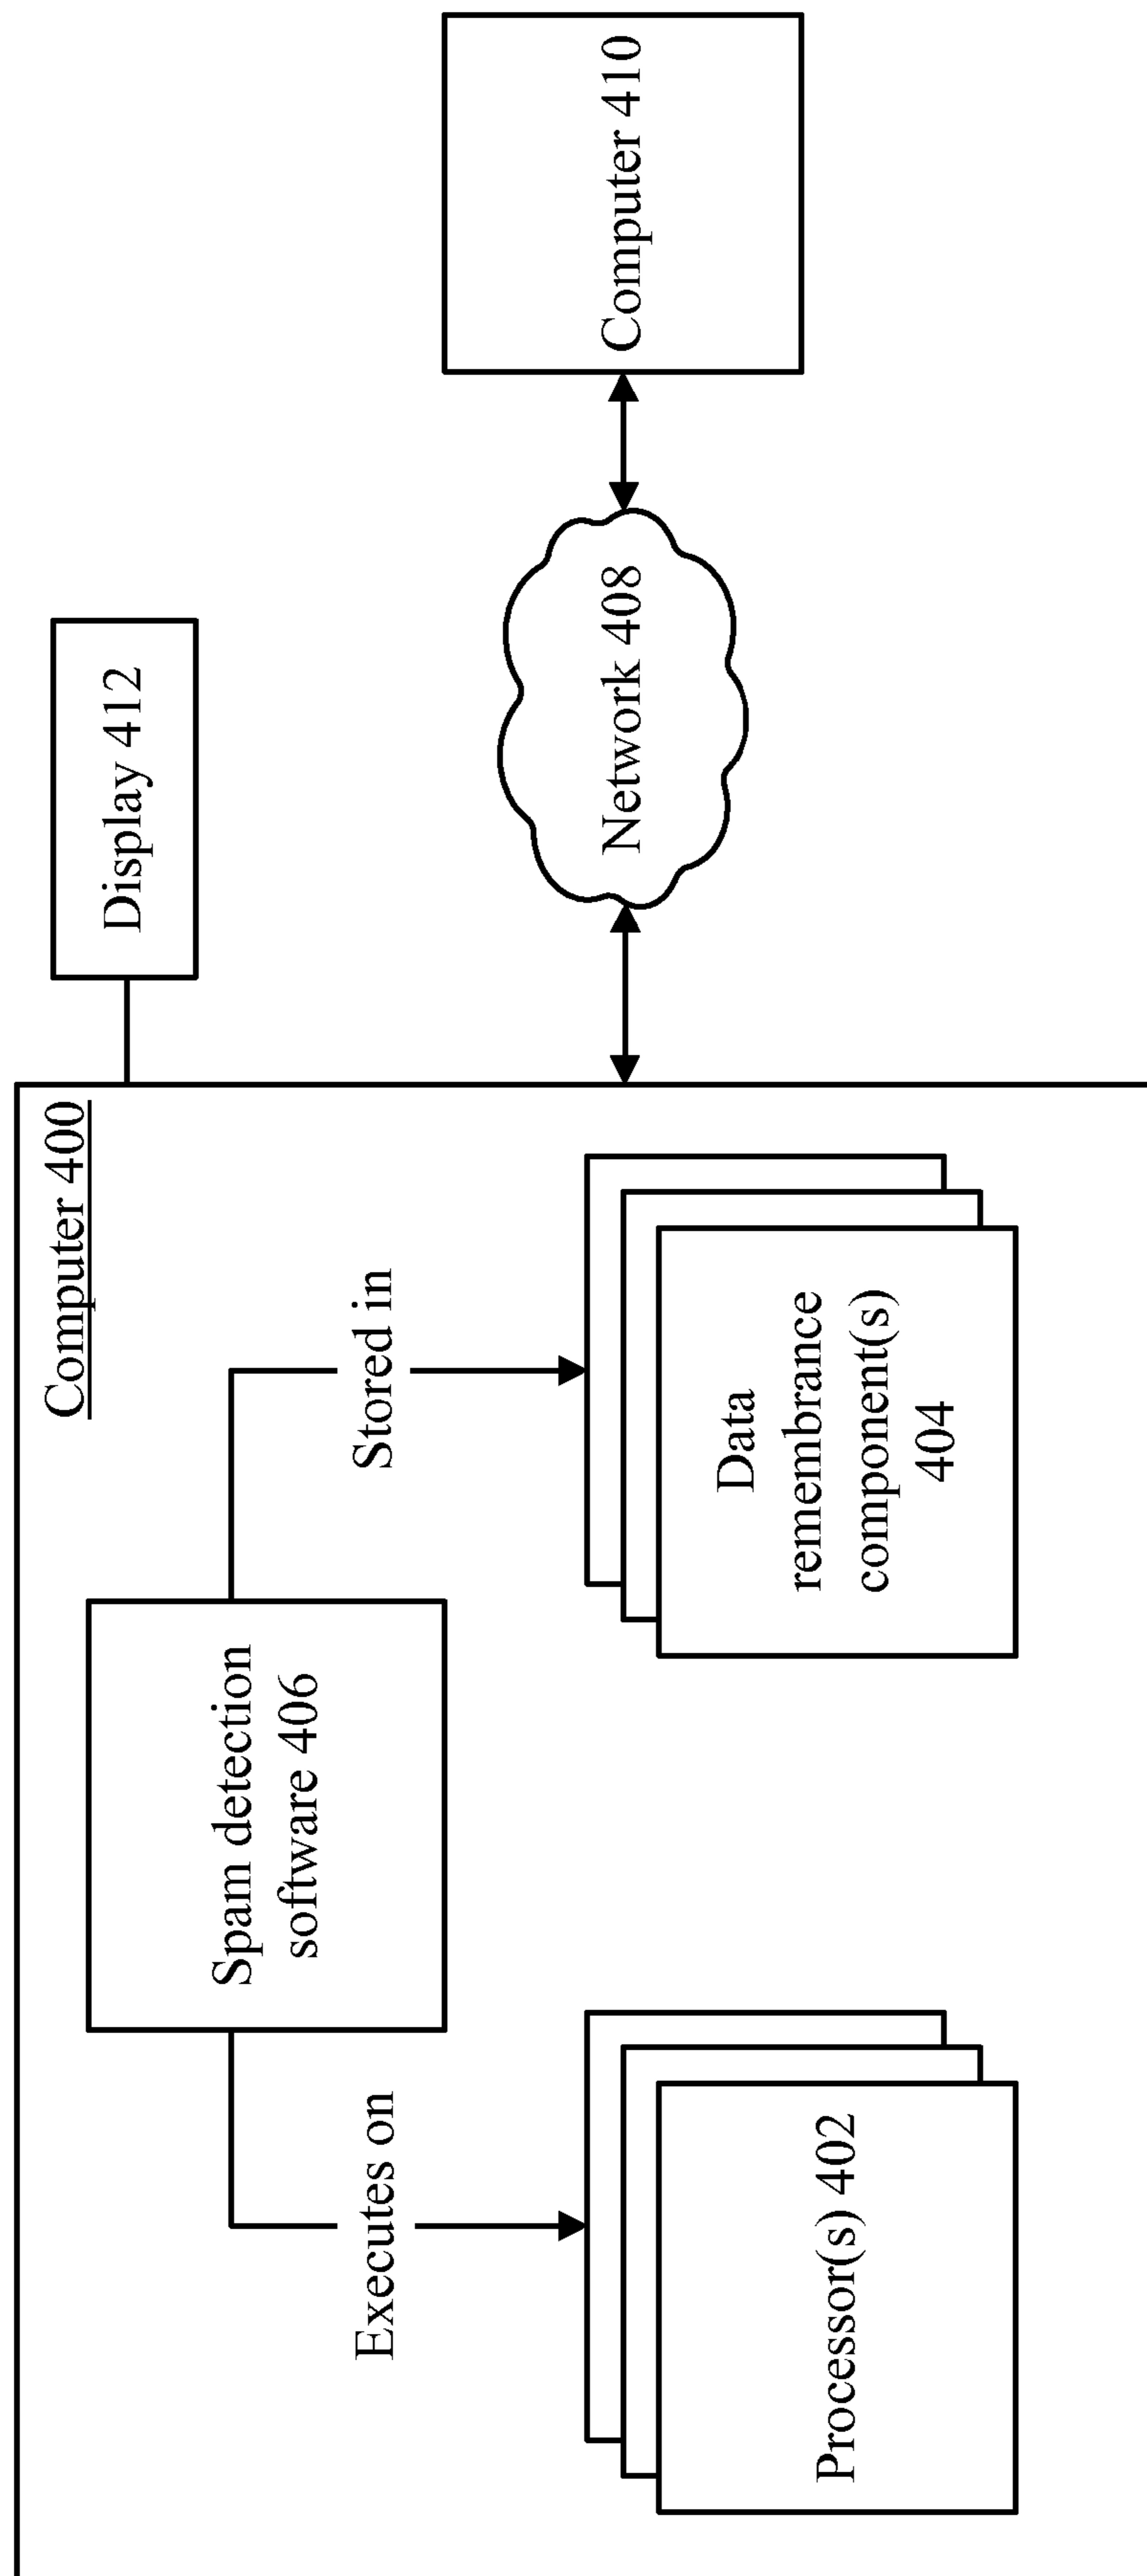 Computer 400
Spam detection
software 406
Executes on
Stored in
Processor(s) 402
Data
remembrance
component(s)
404
Display 412
Network 408
Computer 410